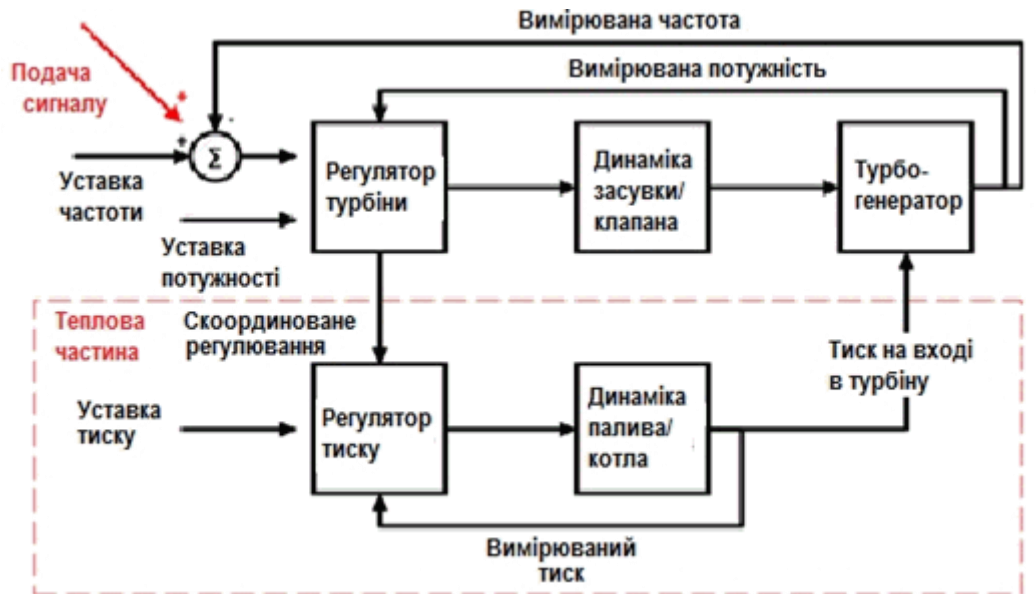 Вимірювана частота
Вимірювана потужність
Подача
сигналу
+
+
-
Σ
Уставка
частоти
Уставка
потужності
Регулятор
турбіни
Динаміка
засувки/
клапана
Турбо-
генератор
Теплова
частина
Скоординоване
регулювання
Тиск на вході
в турбіну
Уставка
тиску
Регулятор
тиску
Динаміка
палива/
котла
Вимірюваний
тиск